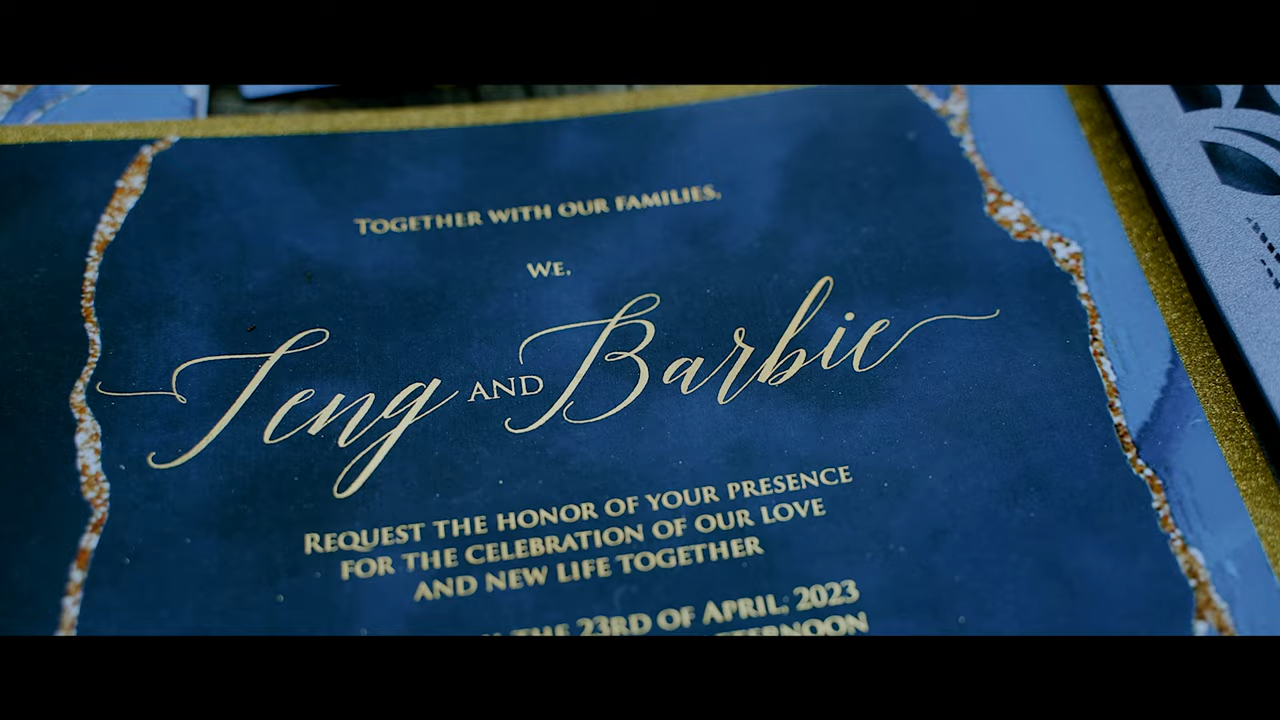 TOGETHER WITH OUR FAMILIES,
WE,
Teng AND Barbie
REQUEST THE HONOR OF YOUR PRESENCE
FOR THE CELEBRATION OF OUR LOVE
AND NEW LIFE TOGETHER
THE 23RD OF APRIL, 2023